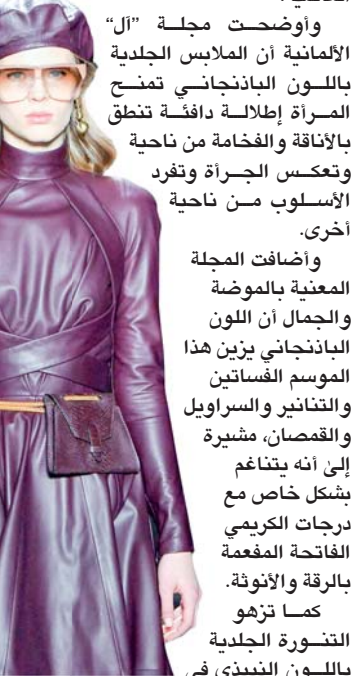 وأوضحت مجلة ”آل“
الألمانية أن الملابس الجلدية
باللون الباذنجاني تمنح
المرأة إطلالة دافئة تنطق
بالأناقة والفخامة من ناحية
وتعكس الجرأة وتفرد
الأسلوب من ناحية
أخرى.
وأضافت المجلة
المعنية بالموضة
والجمال أن اللون
الباذنجاني يزين هذا
الموسم الفساتين
والتنانير والسراويل
والقمصان، مشيرة
إلى أنه يتناغم
بشكل خاص مع
درجات الكريمي
الفاتحة المفعمة
بالرقة والأنوثة.
كما تزهو
التنورة الجلدية
باللون النبيذي في